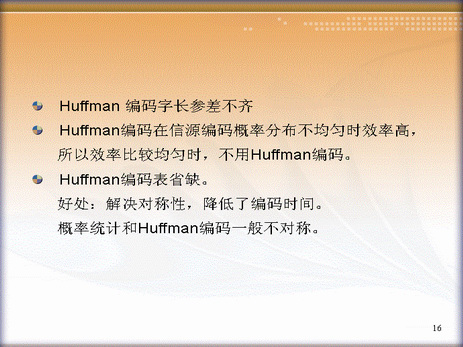 Huffman 编码字长参差不齐
Huffman编码在信源编码概率分布不均匀时效率高，
所以效率比较均匀时，不用Huffman编码。
Huffman编码表省缺。
好处：解决对称性，降低了编码时间。
概率统计和Huffman编码一般不对称。
16